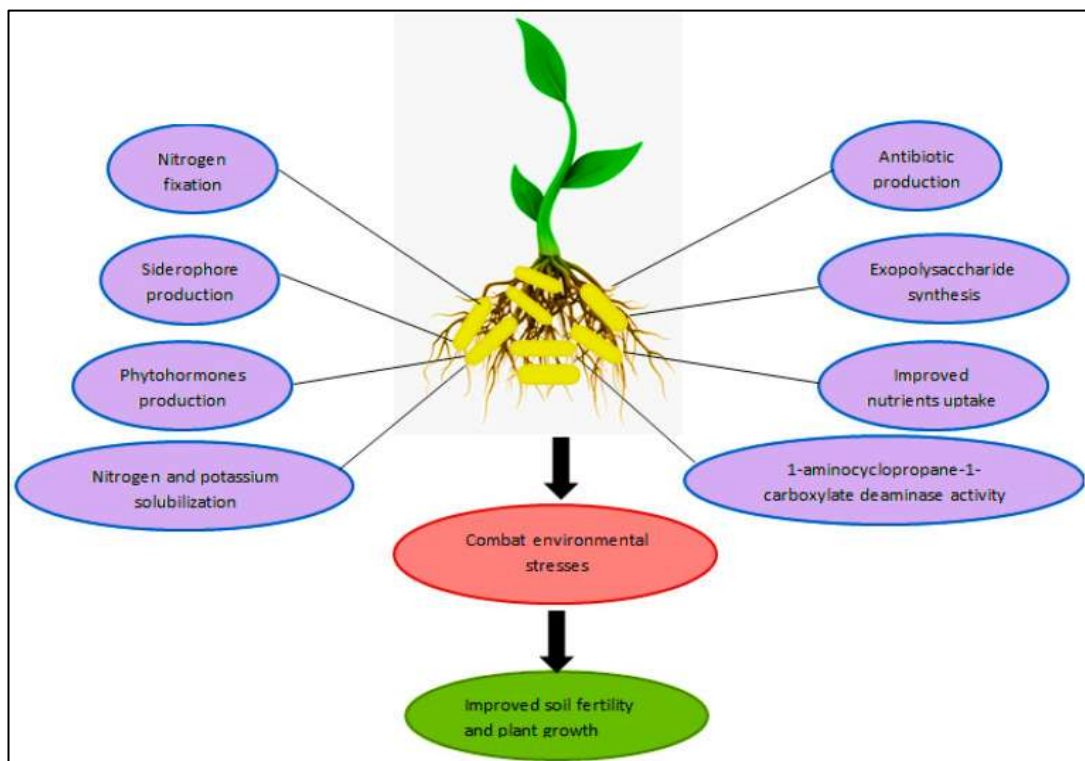 Nitrogen
fixation
Antibiotic
production
Siderophore
production
Exopolysaccharide
synthesis
Phytohormones
production
Improved
nutrients uptake
Nitrogen and potassium
solubilization
1-aminocyclopropane-1-
carboxylate deaminase activity
Combat environmental
stresses
Improved soil fertility
and plant growth